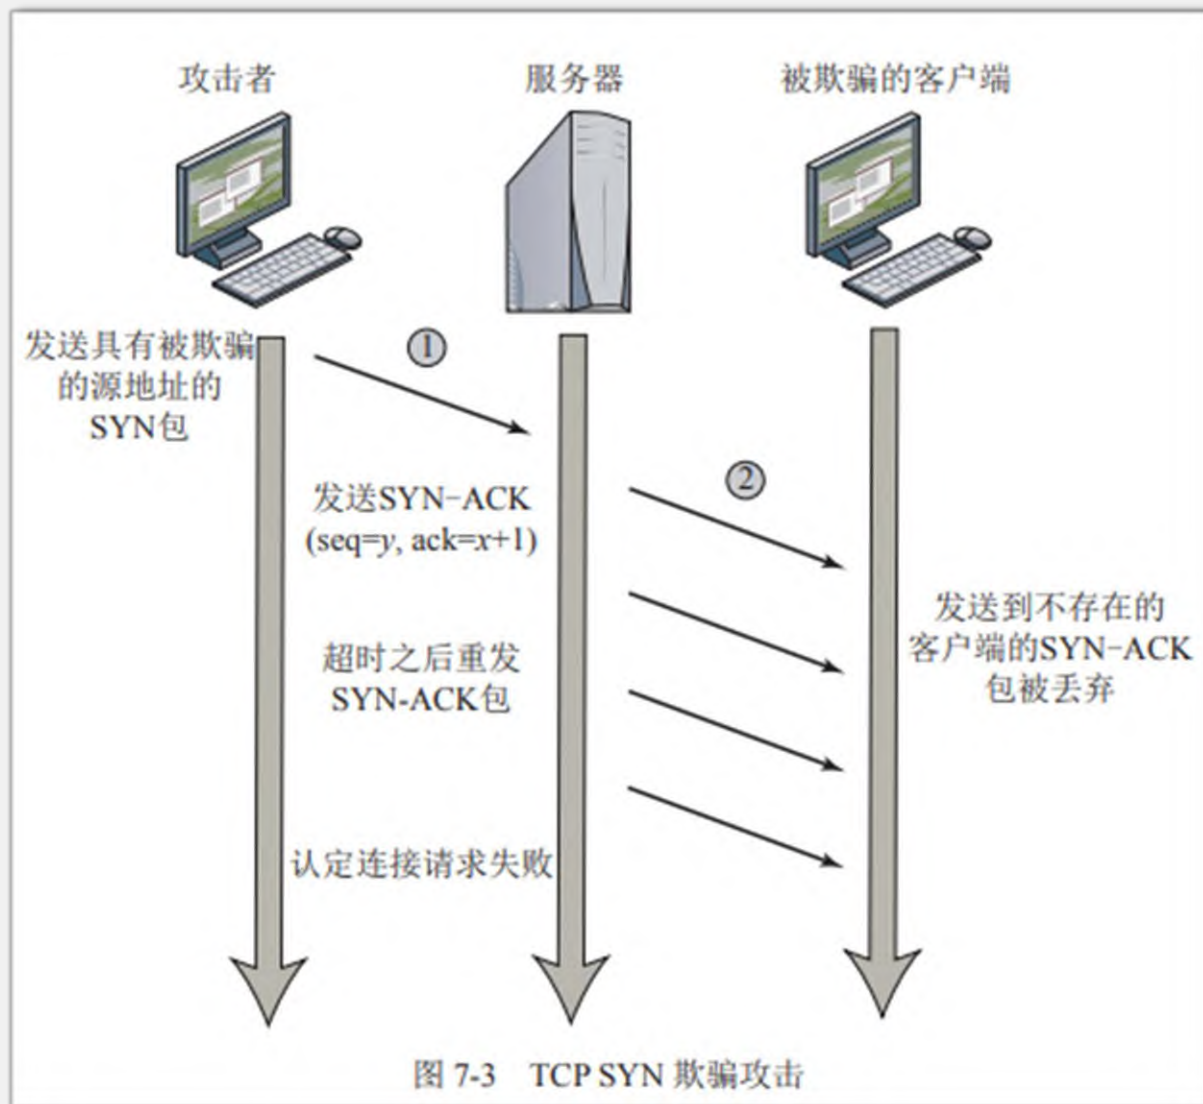 攻击者
服务器
被欺骗的客户端
发送具有被欺骗
的源地址的
SYN包
①
发送SYN-ACK
(seq=y, ack=x+1)
②
超时之后重发
SYN-ACK包
发送到不存在的
客户端的SYN-ACK
包被丢弃
认定连接请求失败
图 7-3 TCP SYN 欺骗攻击